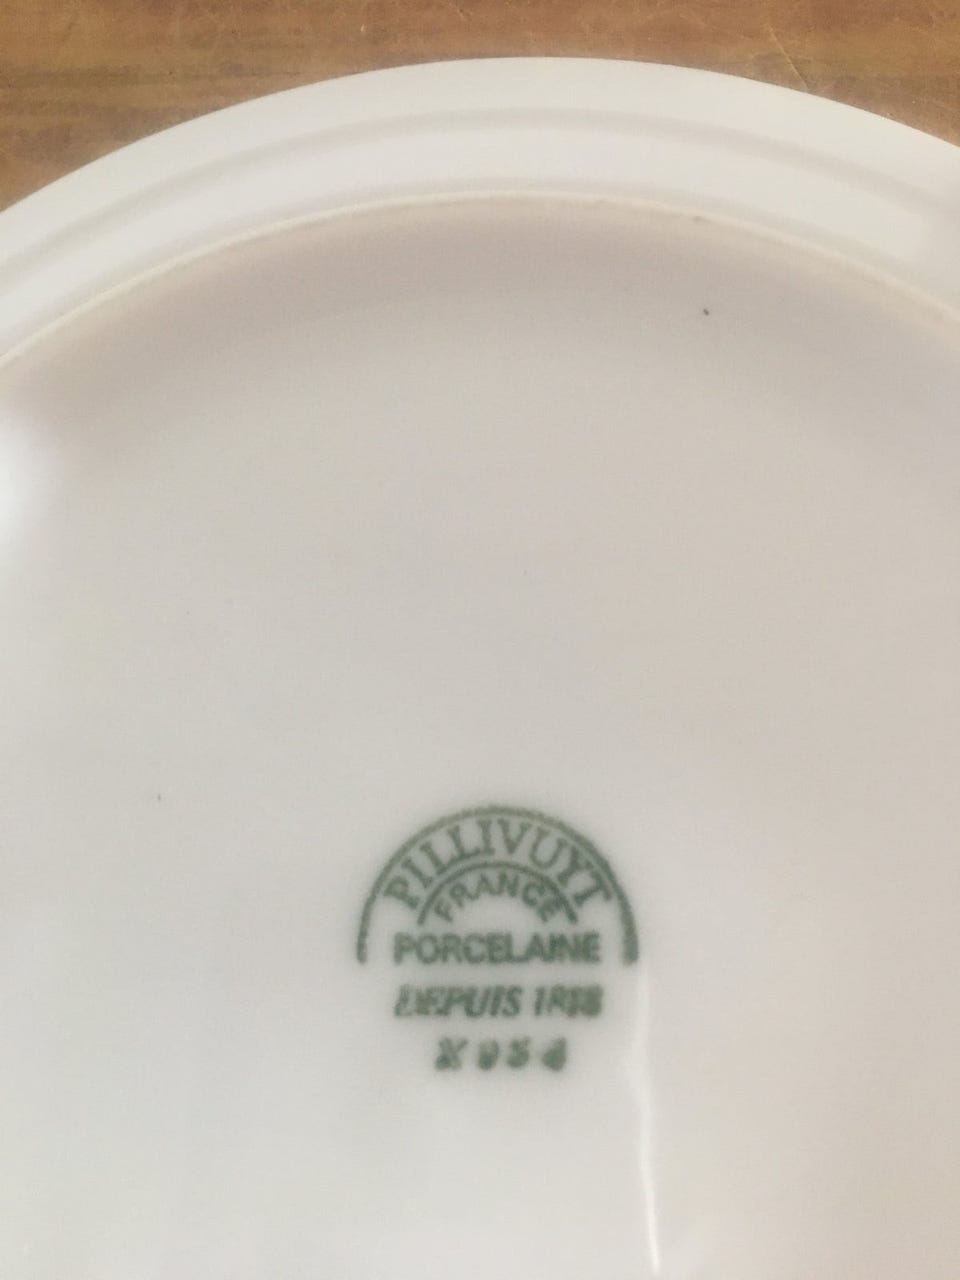 PILLIVUYT
FRANCE
PORCELAINE
DEPUIS 1818